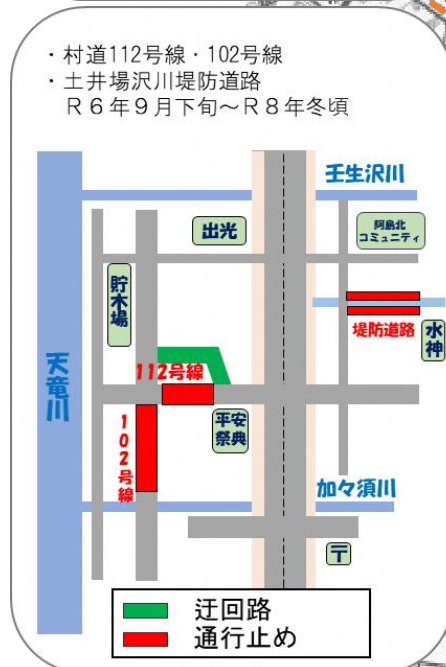 ・村道112号線・102号線
・土井場沢川堤防道路
R６年９月下旬～R８年冬頃
壬生沢川
出光
阿島北
コミュニティ
貯木場
堤防道路
水神
天竜川
112号線
102号線
平安
祭典
加々須川
〒
迂回路
通行止め